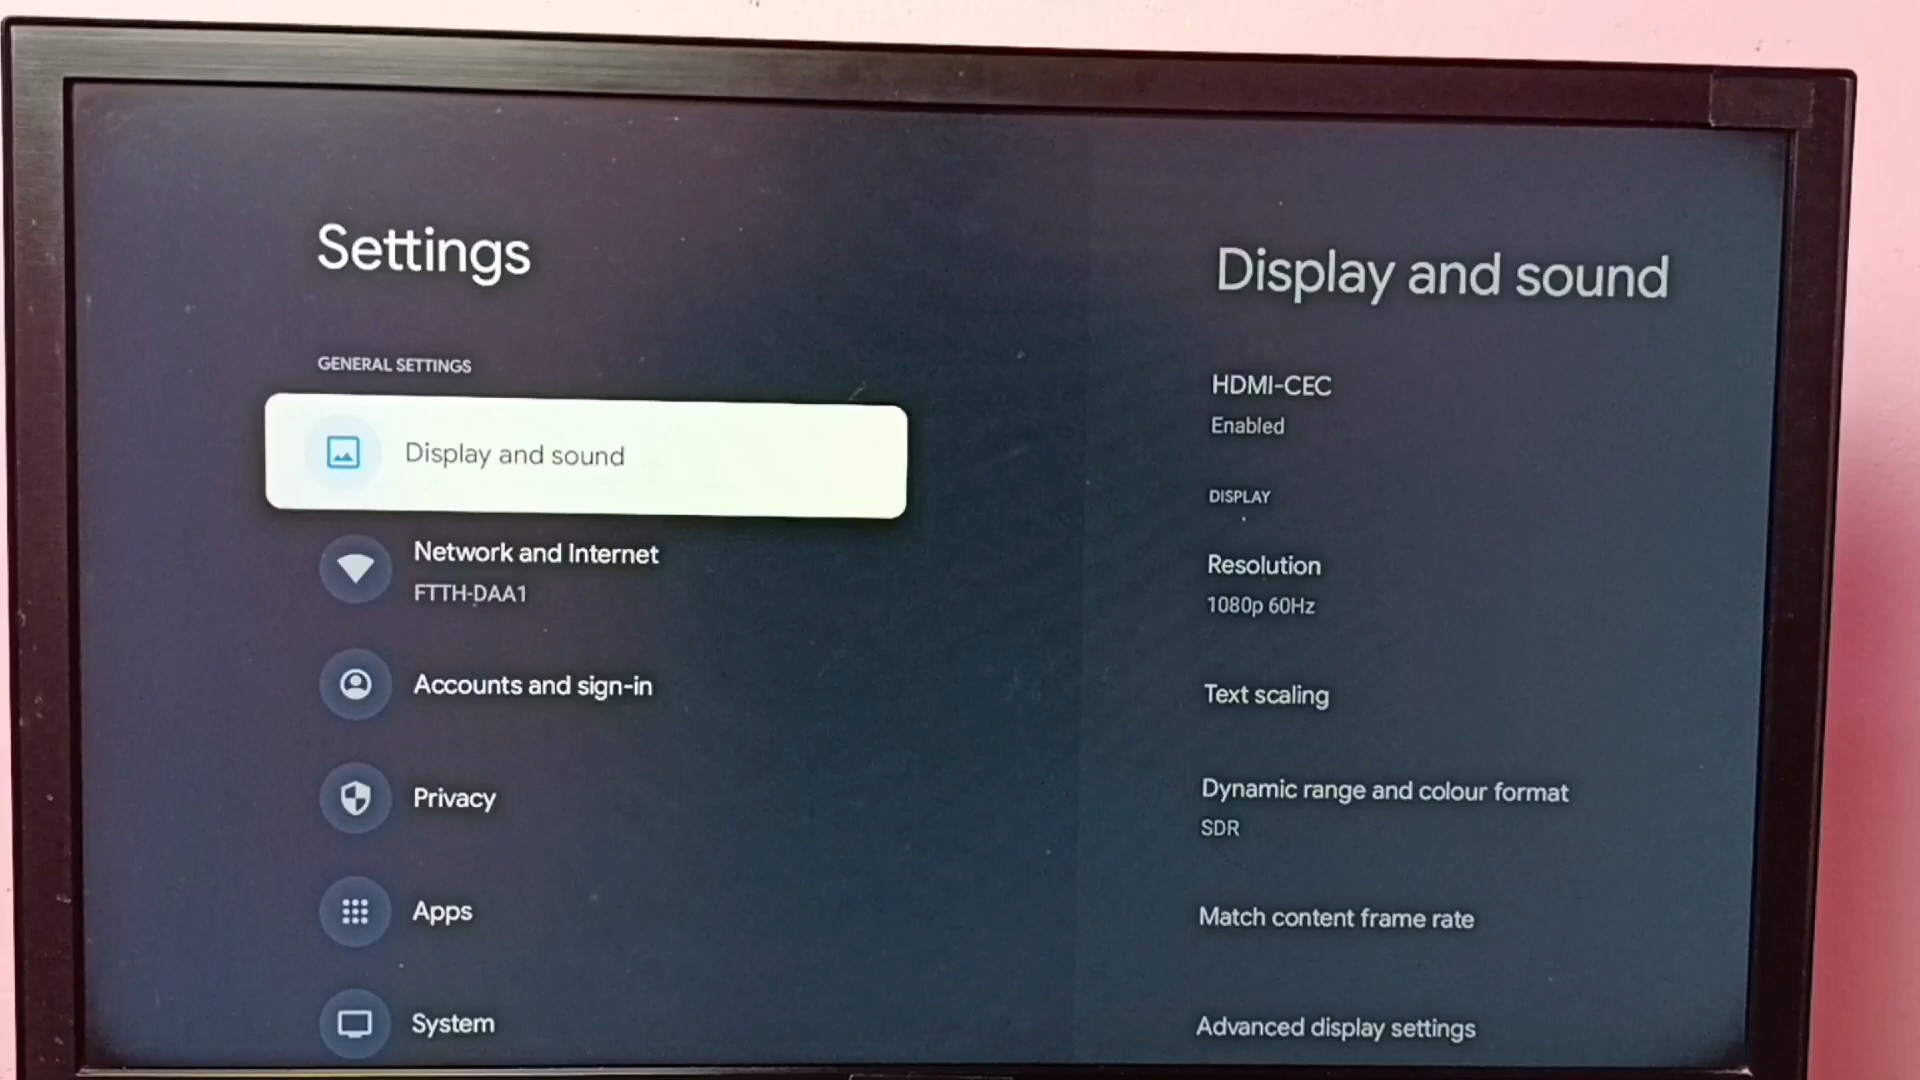 Settings
GENERAL SETTINGS
Display and sound
Network and Internet
FTTH-DAA1
Accounts and sign-in
Privacy
Apps
System
Display and sound
HDMI-CEC
Enabled
DISPLAY
Resolution
1080p 60Hz
Text scaling
Dynamic range and colour format
SDR
Match content frame rate
Advanced display settings